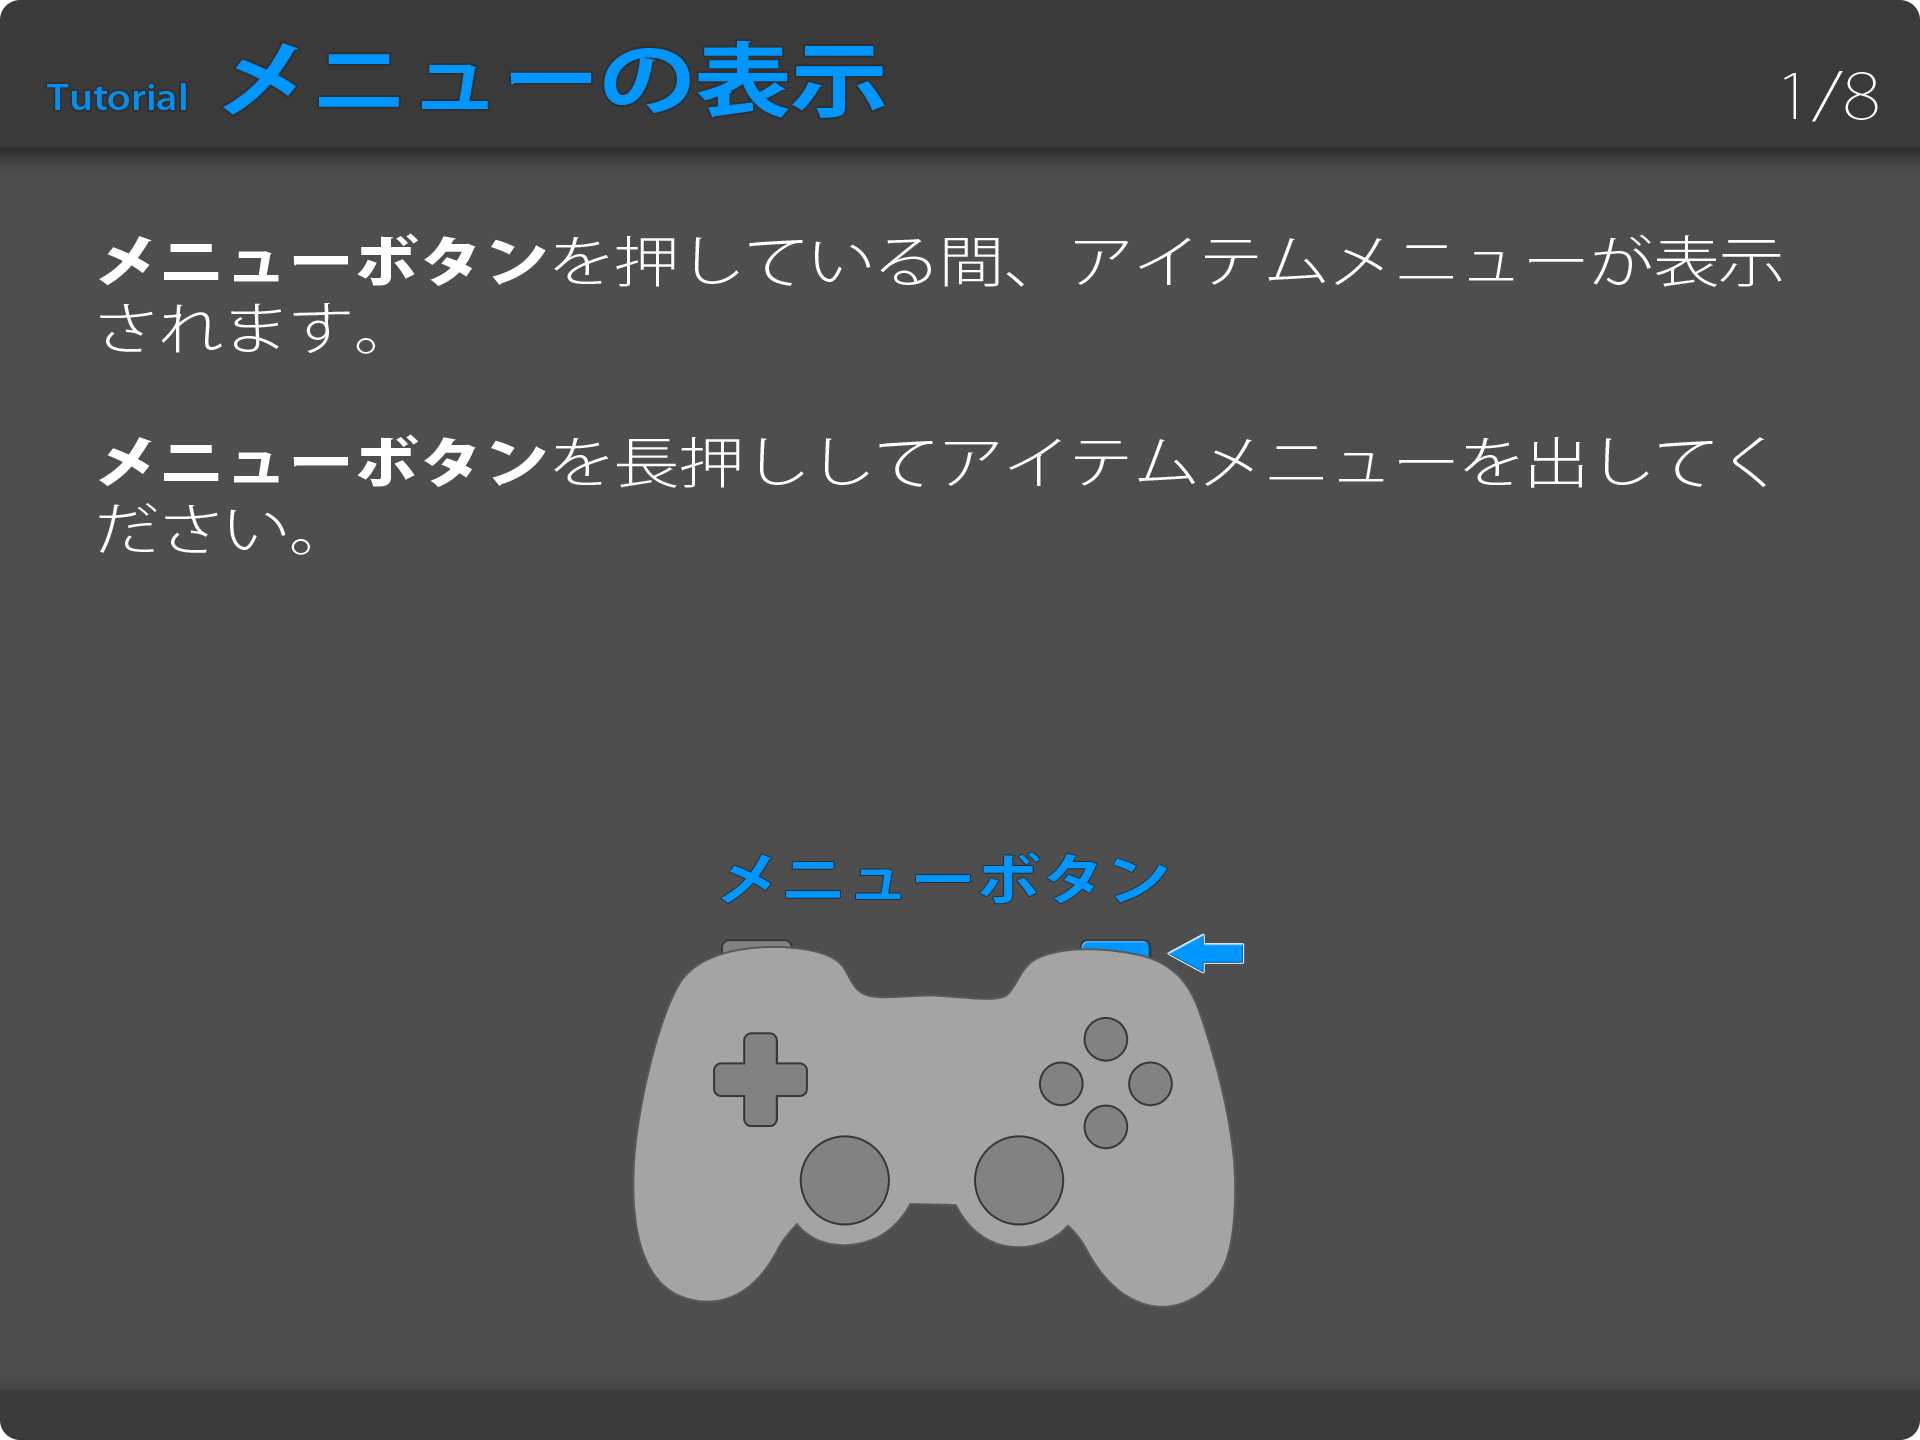 Tutorial メニューの表示
1/8
メニューボタンを押している間、アイテムメニューが表示
されます。
メニューボタンを長押ししてアイテムメニューを出してく
ださい。
メニューボタン